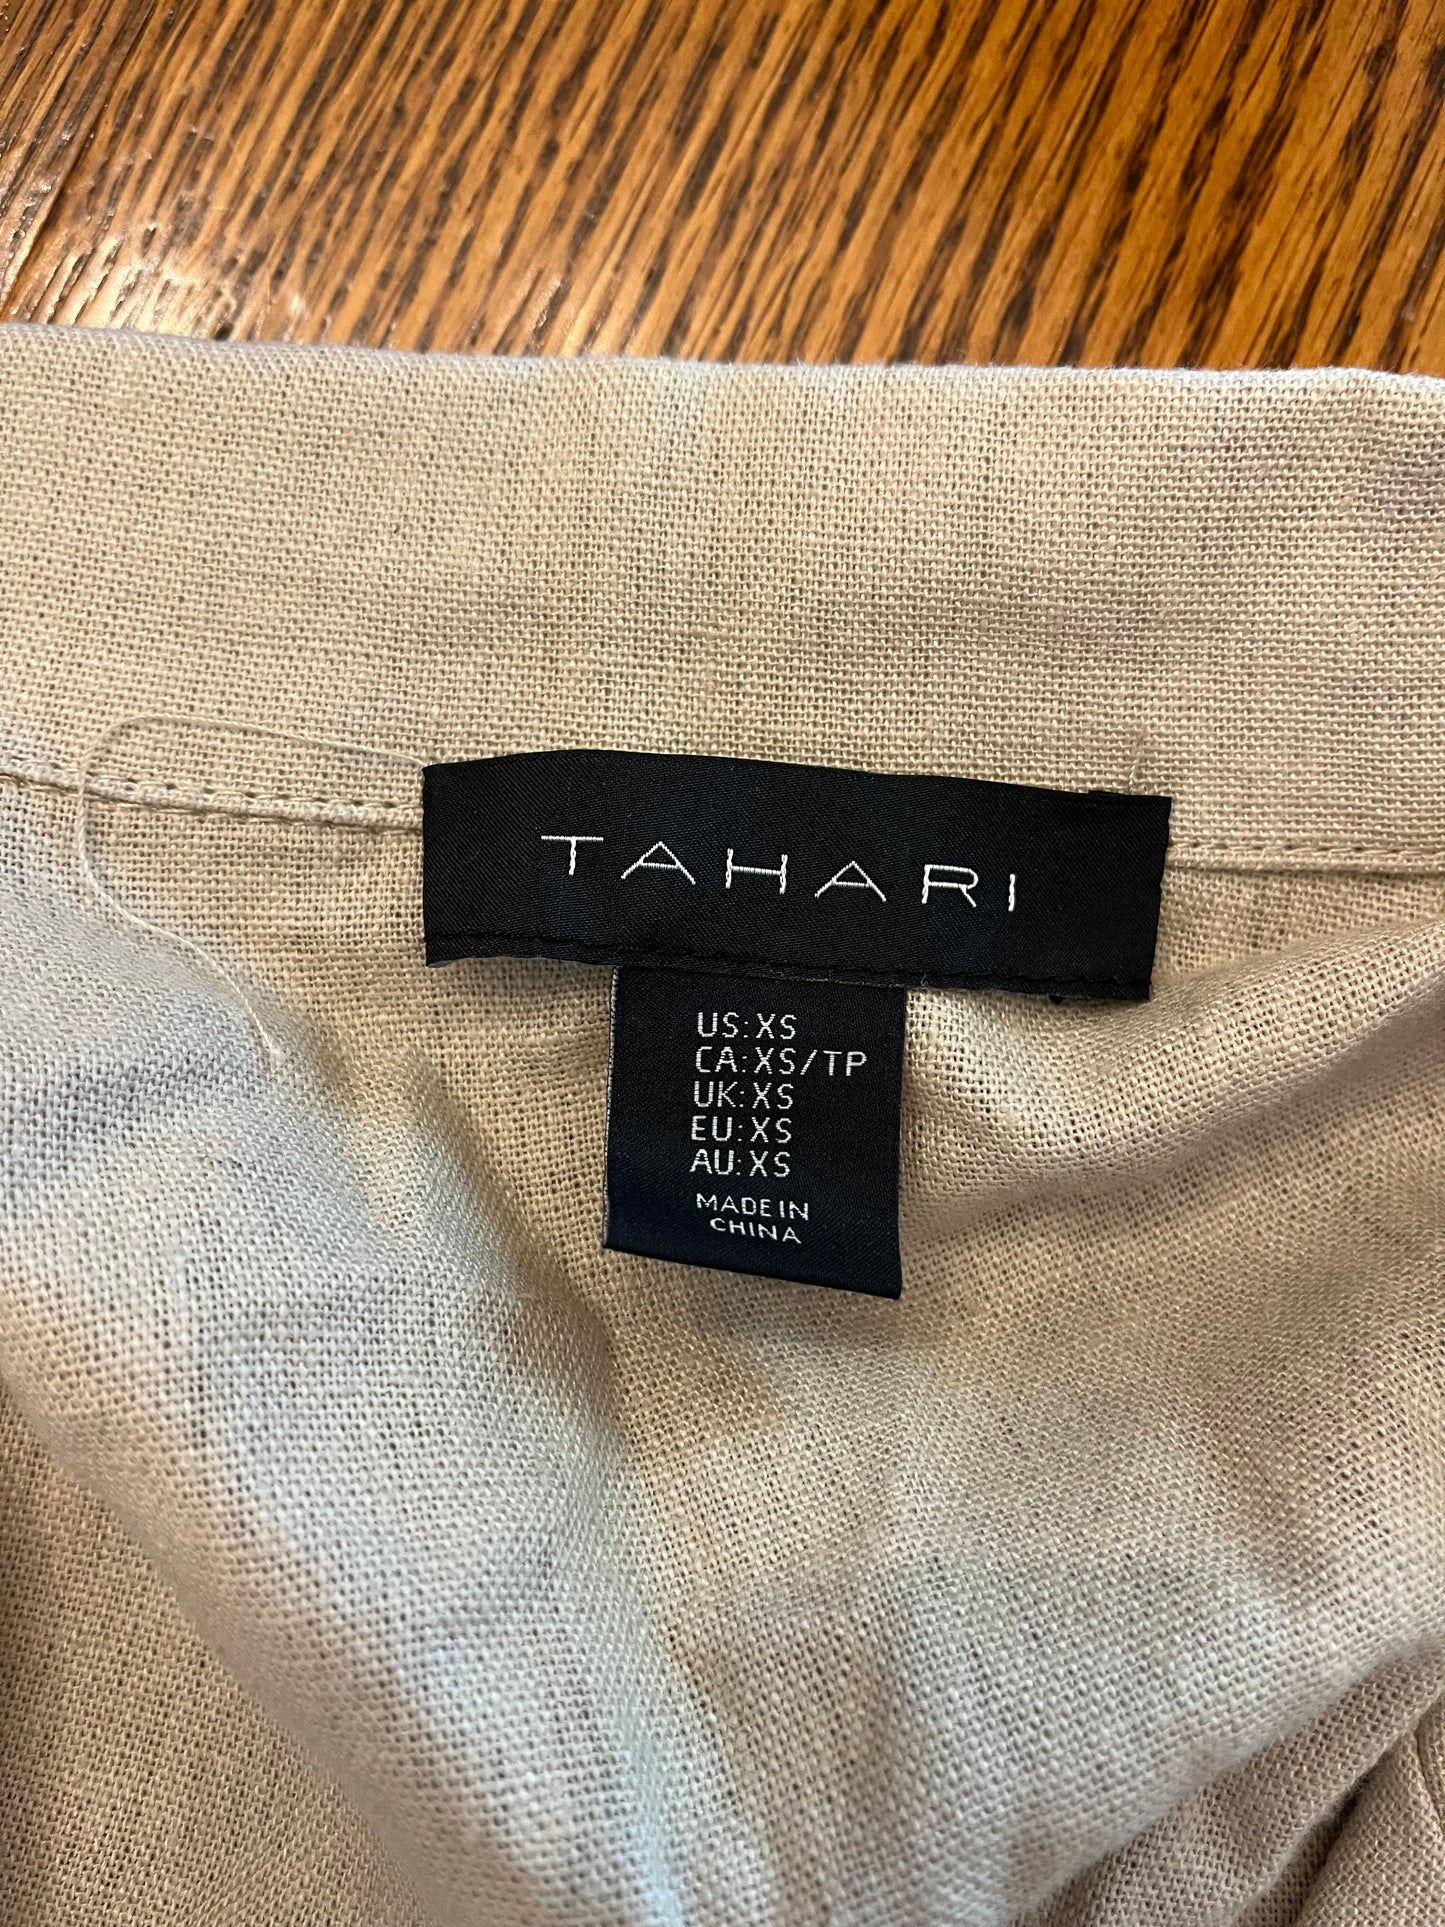 TAHARI
US:XS
CA:XS/TP
UK:XS
EU:XS
AU:XS
MADE IN
CHINA